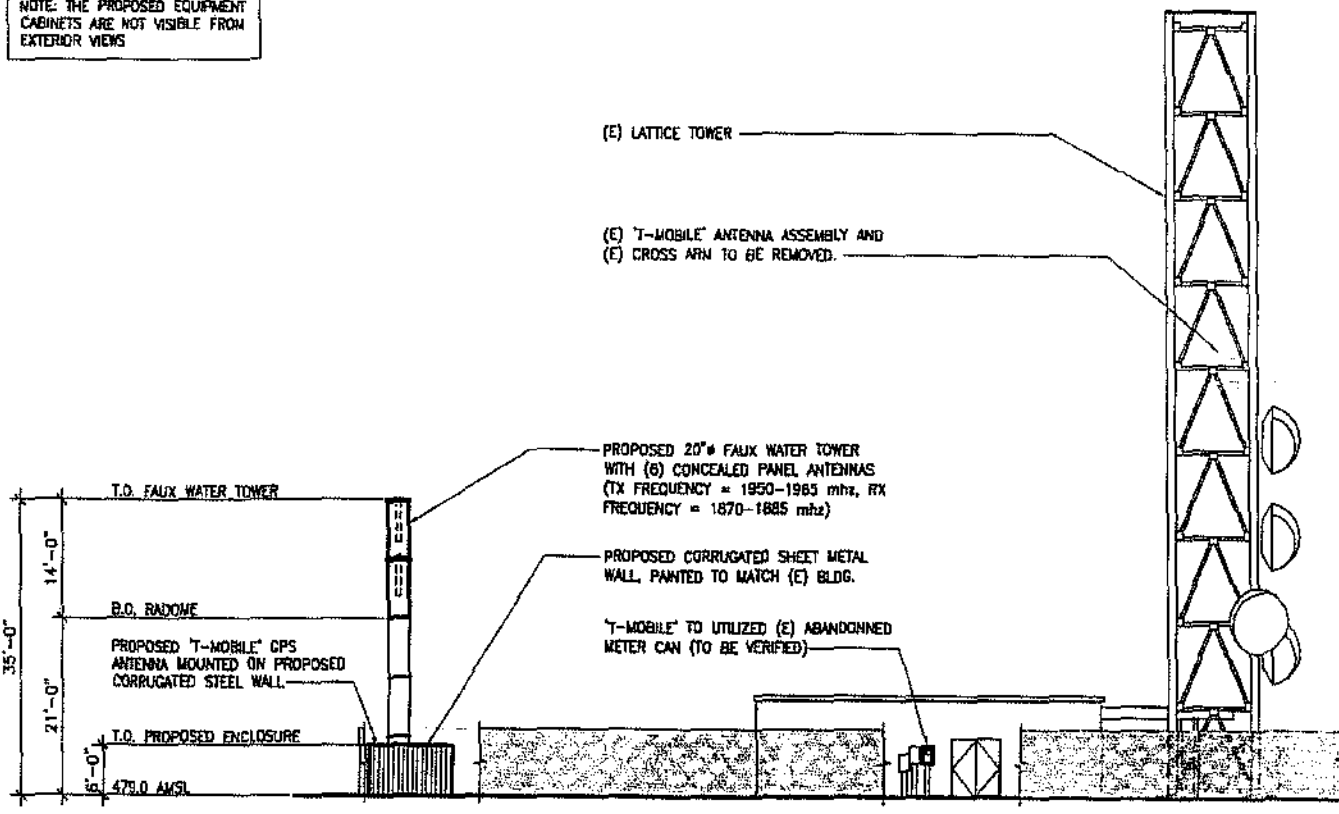 NOTE: THE PROPOSED EQUIPMENT
CABINETS ARE NOT VISIBLE FROM
EXTERIOR VIEWS
(E) LATTICE TOWER
(E) 'T-MOBILE' ANTENNA ASSEMBLY AND
(E) CROSS ARM TO BE REMOVED.
PROPOSED 20"ø FAUX WATER TOWER
WITH (6) CONCEALED PANEL ANTENNAS
(TX FREQUENCY = 1950-1965 mhz, RX
FREQUENCY = 1870-1885 mhz)
PROPOSED CORRUGATED SHEET METAL
WALL, PAINTED TO MATCH (E) BLDG.
'T-MOBILE' TO UTILIZED (E) ABANDONNED
METER CAN (TO BE VERIFIED)
T.O. FAUX WATER TOWER
14'-0"
35'-0"
B.O. RADOME
PROPOSED 'T-MOBILE' GPS
ANTENNA MOUNTED ON PROPOSED
CORRUGATED STEEL WALL
21'-0"
T.O. PROPOSED ENCLOSURE
6'-0"
479.0 AMSL